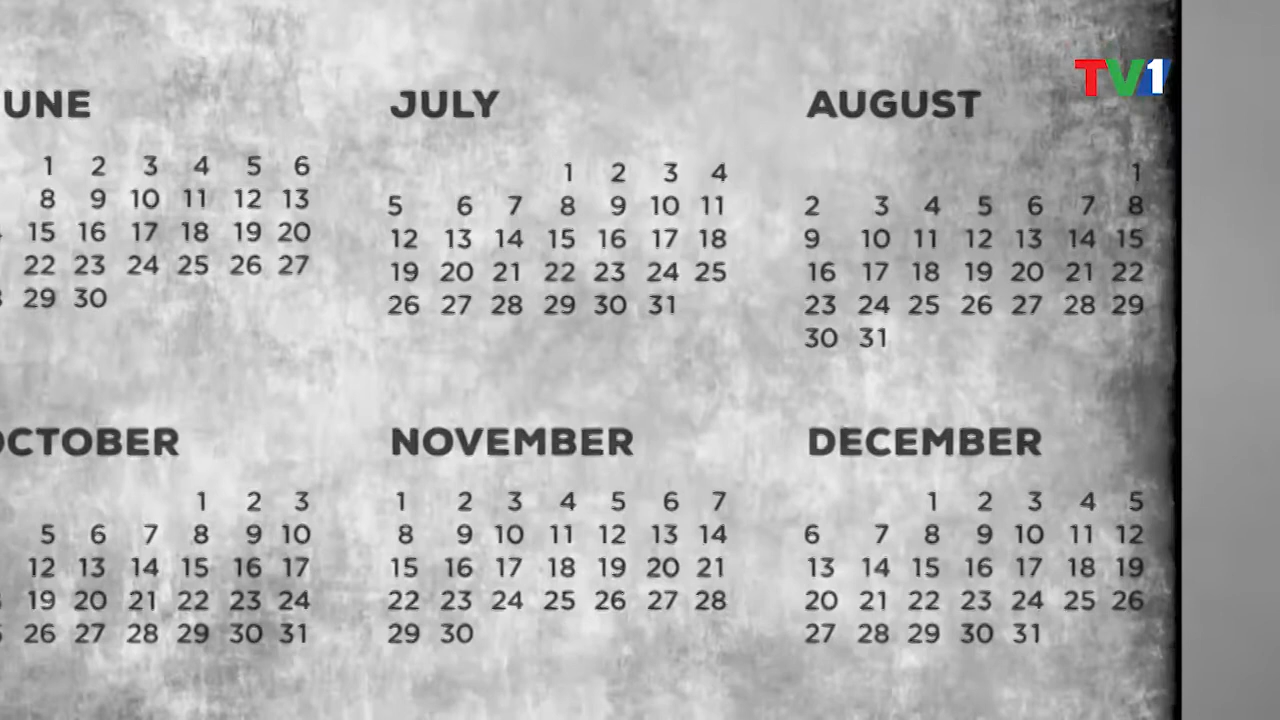 TV1
UNE
1 2 3 4 5 6
8 9 10 11 12 13
15 16 17 18 19 20
22 23 24 25 26 27
29 30
JULY
1 2 3 4
5 6 7 8 9 10 11
12 13 14 15 16 17 18
19 20 21 22 23 24 25
26 27 28 29 30 31
AUGUST
1
2 3 4 5 6 7 8
9 10 11 12 13 14 15
16 17 18 19 20 21 22
23 24 25 26 27 28 29
30 31
OCTOBER
1 2 3
5 6 7 8 9 10
12 13 14 15 16 17
19 20 21 22 23 24
26 27 28 29 30 31
NOVEMBER
1 2 3 4 5 6 7
8 9 10 11 12 13 14
15 16 17 18 19 20 21
22 23 24 25 26 27 28
29 30
DECEMBER
1 2 3 4 5
6 7 8 9 10 11 12
13 14 15 16 17 18 19
20 21 22 23 24 25 26
27 28 29 30 31